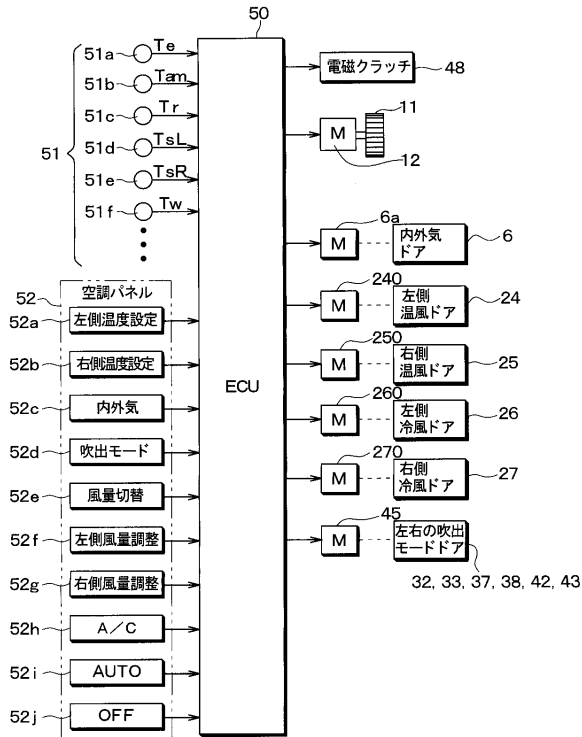 50
51
51a Te
51b Tam
51c Tr
51d TsL
51e TsR
51f Tw
52
空調パネル
52a 左側温度設定
52b 右側温度設定
52c 内外気
52d 吹出モード
52e 風量切替
52f 左側風量調整
52g 右側風量調整
52h A/C
52i AUTO
52j OFF
ECU
電磁クラッチ 48
11
M
12
6a
M
内外気
ドア
6
240
M
左側
温風ドア
24
250
M
右側
温風ドア
25
260
M
左側
冷風ドア
26
270
M
右側
冷風ドア
27
45
M
左右の吹出
モードドア
32, 33, 37, 38, 42, 43